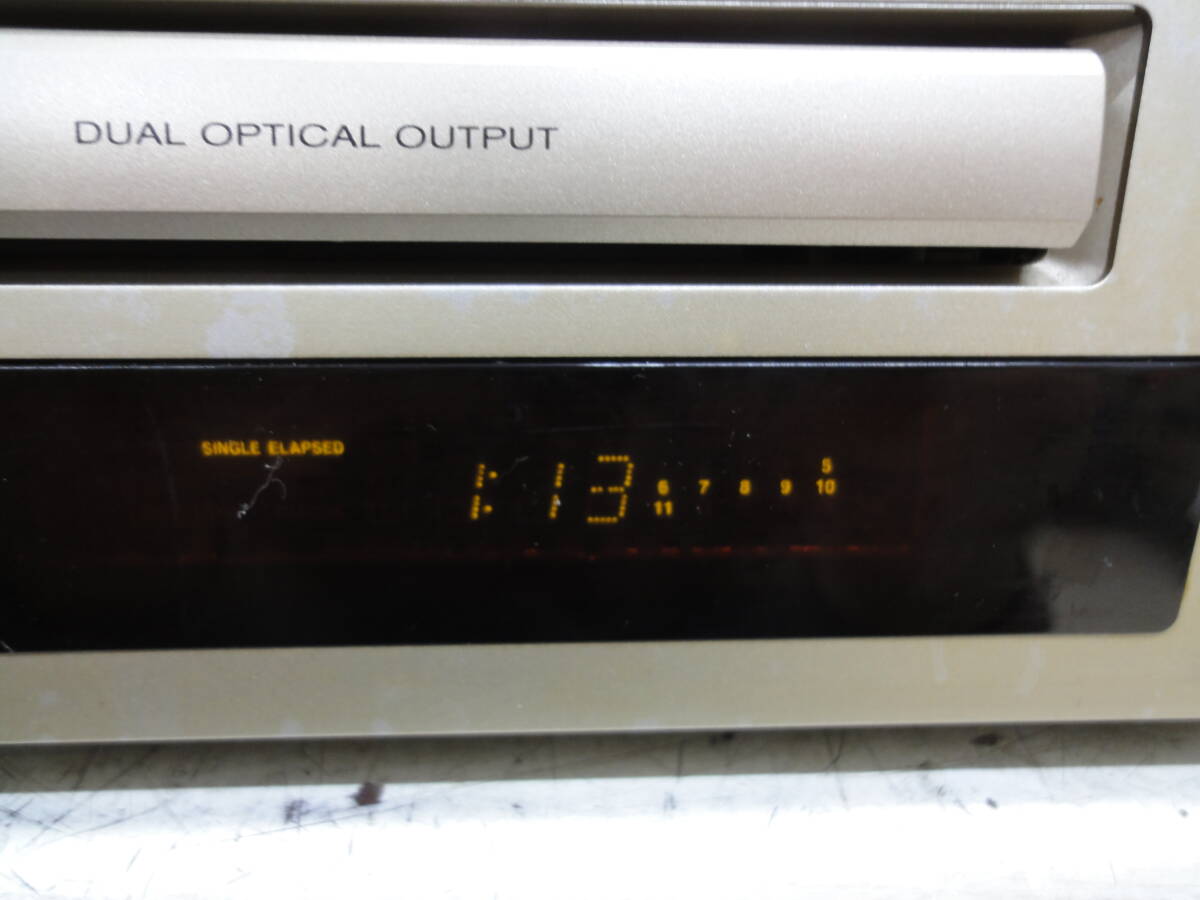 DUAL OPTICAL OUTPUT
SINGLE ELAPSED
1:13
5
6 7 8 9 10
11